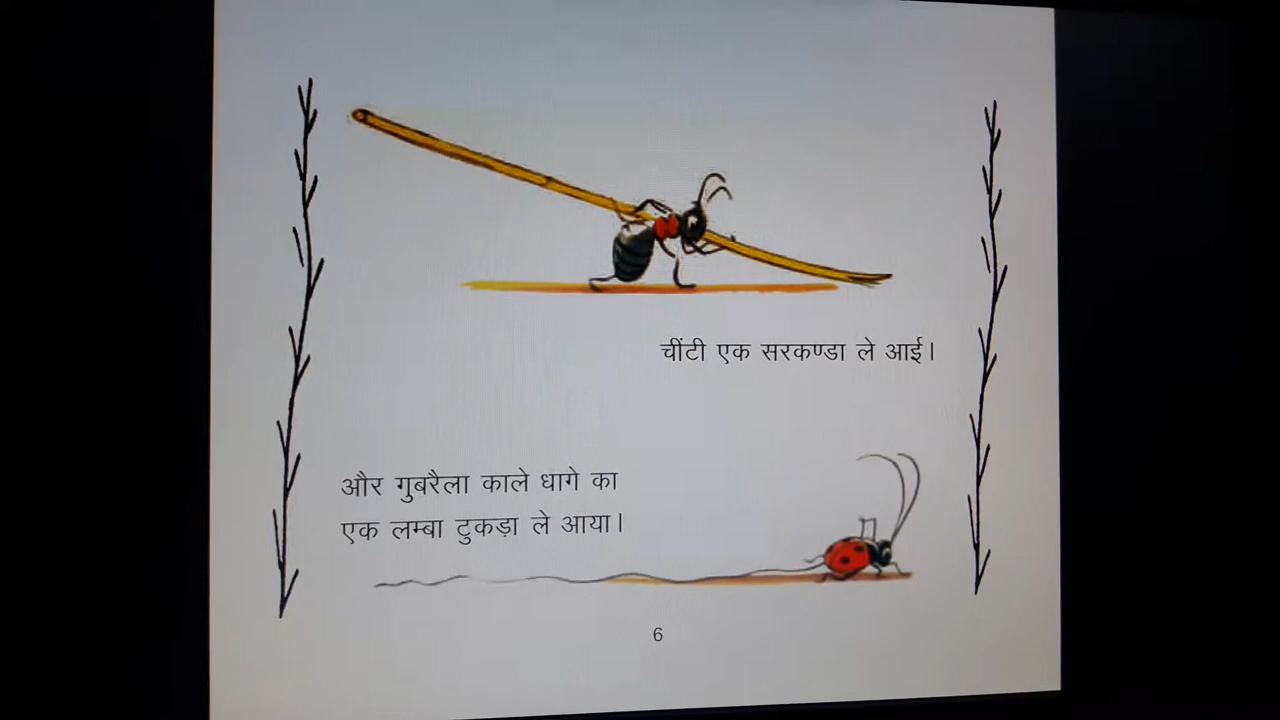 चींटी एक सरकण्डा ले आई।
और गुबरैला काले धागे का
एक लम्बा टुकड़ा ले आया।
6